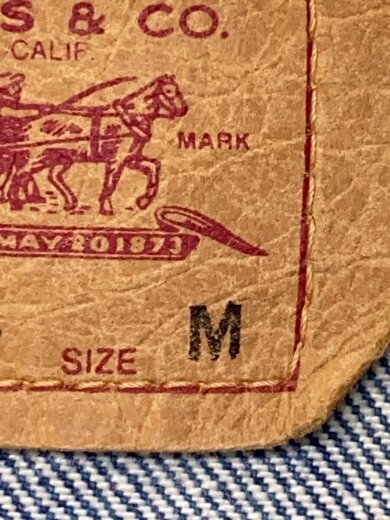 S & CO.
CALIF.
MARK
MAY 20 1873
SIZE M